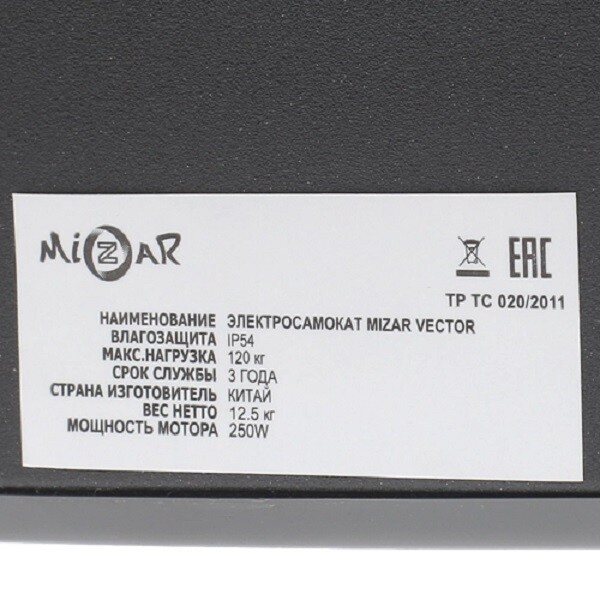 MiZAR
EAC
ТР ТС 020/2011
НАИМЕНОВАНИЕ ЭЛЕКТРОСАМОКАТ MIZAR VECTOR
ВЛАГОЗАЩИТА IP54
МАКС.НАГРУЗКА 120 кг
СРОК СЛУЖБЫ 3 ГОДА
СТРАНА ИЗГОТОВИТЕЛЬ КИТАЙ
ВЕС НЕТТО 12.5 кг
МОЩНОСТЬ МОТОРА 250W